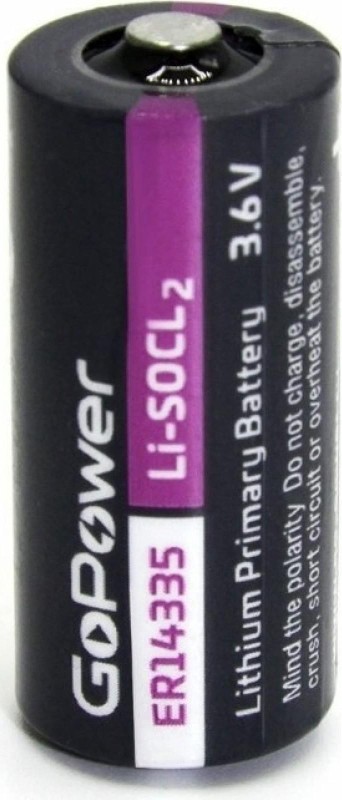 GoPower
ER14335 Li-SOCL2
Lithium Primary Battery 3.6V
Mind the polarity Do not charge, disassemble,
crush, short circuit or overheat the battery.